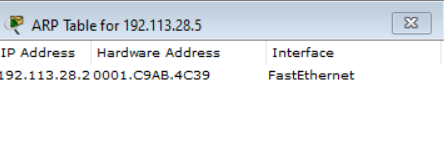 ARP Table for 192.113.28.5
IP Address Hardware Address Interface
192.113.28.2 0001.C9AB.4C39 FastEthernet